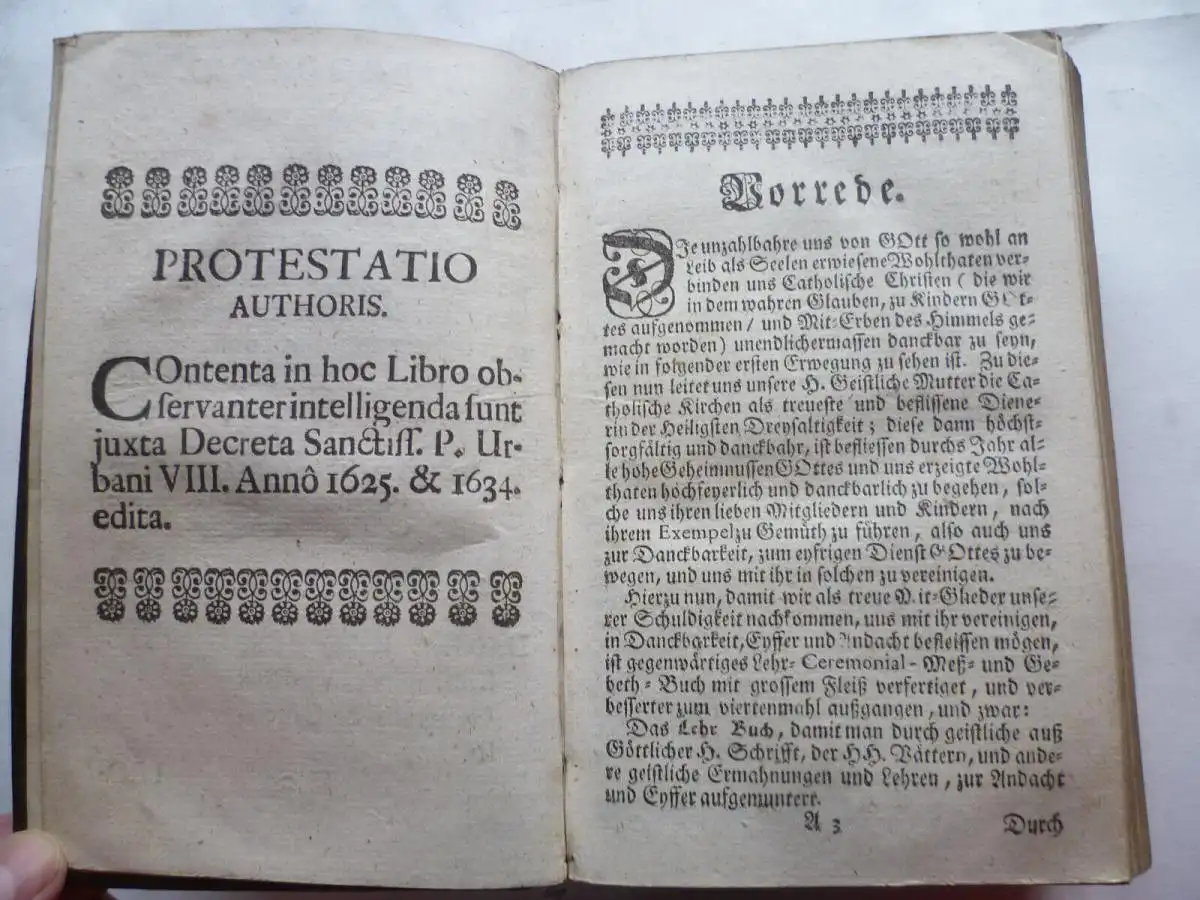 PROTESTATIO
AUTHORIS.
COntenta in hoc Libro ob-
ſervanter intelligenda ſunt
juxta Decreta Sanctiſſ. P. Ur-
bani VIII. Annô 1625. & 1634.
edita.
Vorrede.
DJe unzahlbahre uns von GOtt ſo wohl an
Leib als Seelen erwieſene Wohlthaten ver-
binden uns Catholiſche Chriſten ( die wir
in dem wahren Glauben, zu Kindern GOt-
tes aufgenommen / und Mit-Erben des Himmels ge-
macht worden) unendlichermaſſen danckbar zu ſeyn,
wie in folgender erſten Erwegung zu ſehen iſt. Zu die-
ſen nun leitet uns unſere H. Geiſtliche Mutter die Ca-
tholiſche Kirchen als treueſte und befliſſene Diene-
rin der Heiligſten Dreyfaltigkeit; dieſe dann höchſt-
ſorgfältig und danckbahr, iſt beflieſſen durchs Jahr al-
le hohe Geheimnuſſen GOttes und uns erzeigte Wohl-
thaten höchfeyerlich und danckbarlich zu begehen, ſol-
che uns ihren lieben Mitgliedern und Kindern, nach
ihrem Exempel zu Gemüth zu führen, alſo auch uns
zur Danckbarkeit, zum eyfrigen Dienſt GOttes zu be-
wegen, und uns mit ihr in ſolchen zu vereinigen.
Hierzu nun, damit wir als treue Mit-Glieder unſe-
rer Schuldigkeit nachkommen, uns mit ihr vereinigen,
in Danckbarkeit, Eyffer und Andacht befleiſſen mögen,
iſt gegenwärtiges Lehr- Ceremonial- Meß- und Ge-
beth-Buch mit groſſem Fleiß verfertiget, und ver-
beſſerter zum viertenmahl außgangen, und zwar:
Das Lehr Buch, damit man durch geiſtliche auß
Göttlicher H. Schrifft, der HH. Vättern, und ande-
re geiſtliche Ermahnungen und Lehren, zur Andacht
und Eyffer aufgemuntert.
A 3
Durch